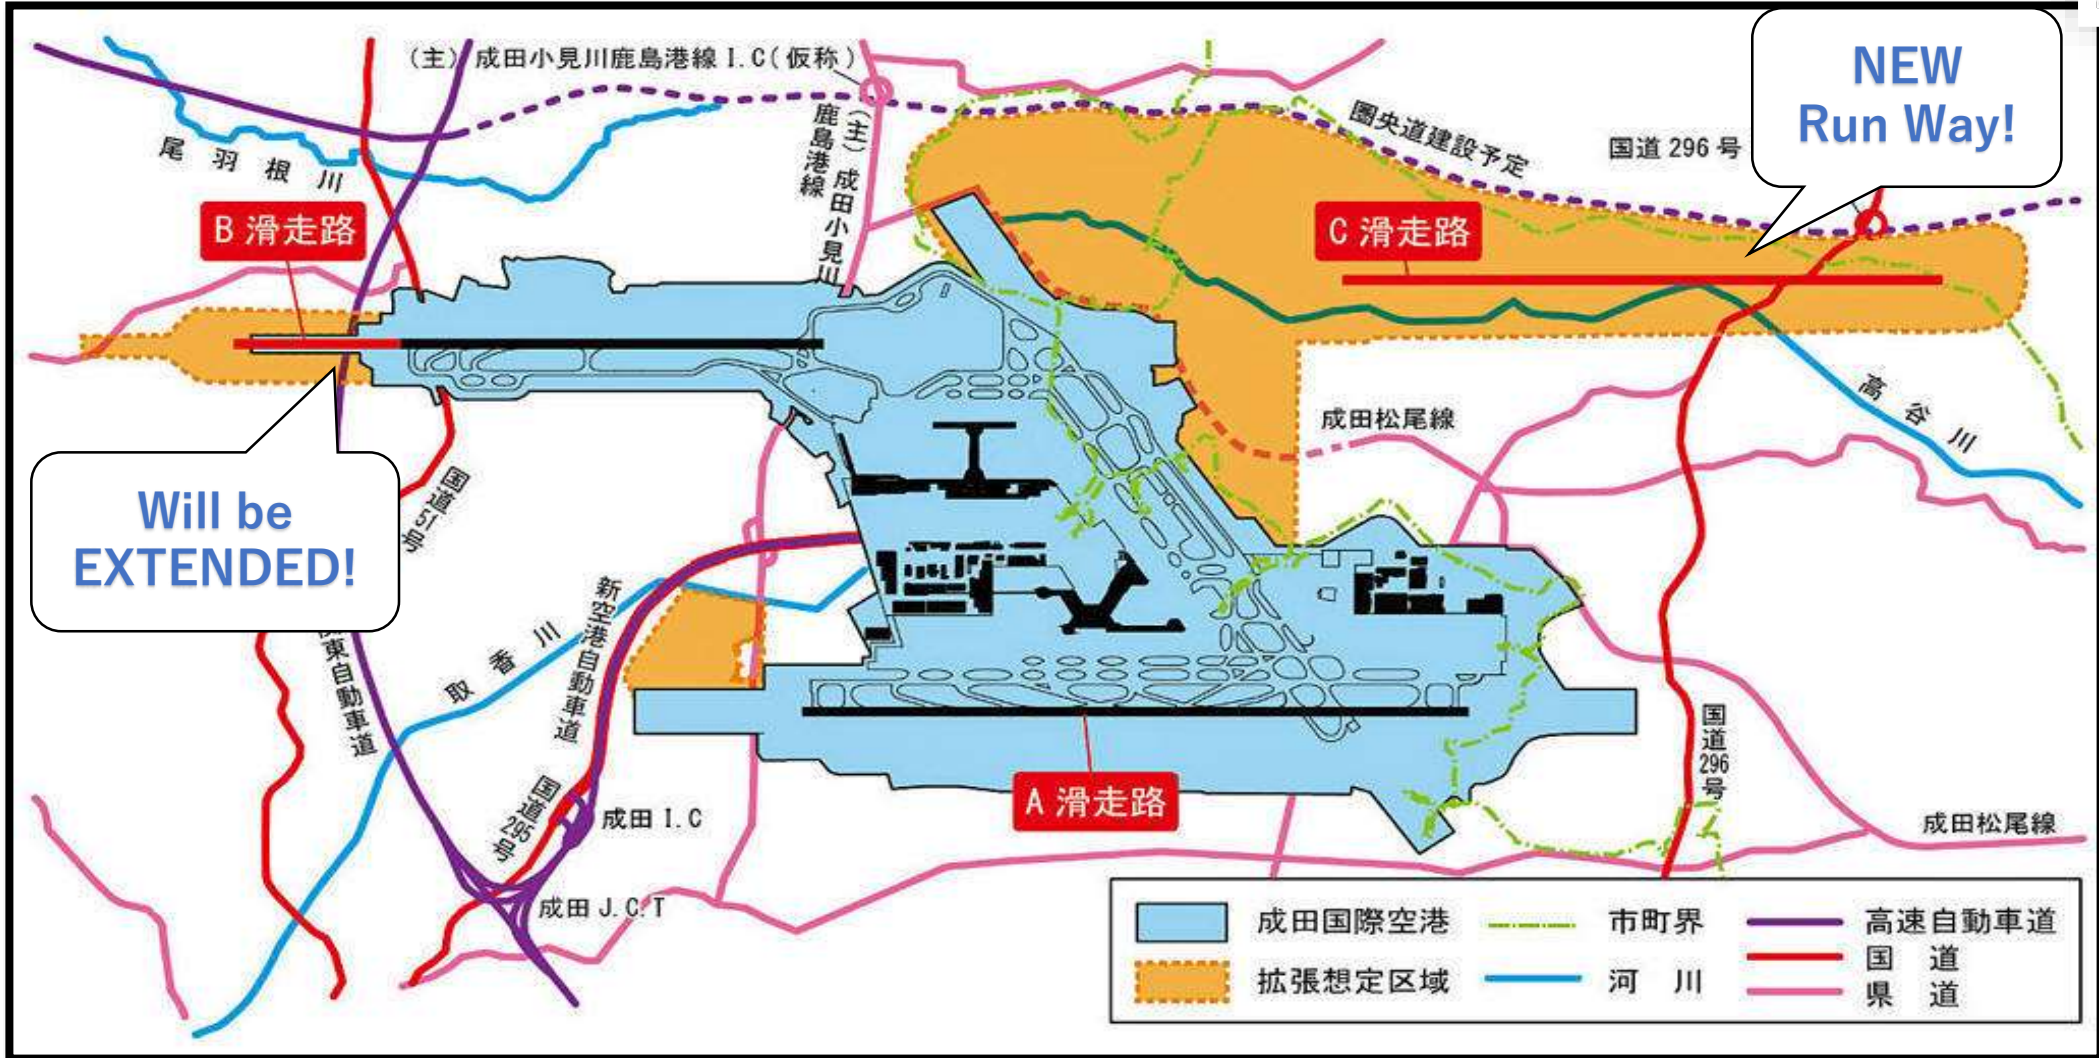 (主)成田小見川鹿島港線 I.C(仮称)
NEW
Run Way!
圏央道建設予定
国道 296 号
尾羽根川
(主)成田小見川
鹿島港線
B 滑走路
C 滑走路
成田松尾線
高谷川
Will be
EXTENDED!
国道51号
新空港自動車道
取香川
東自動車道
国道296号
A 滑走路
国道295号
成田 I.C
成田松尾線
成田 J.C.T
成田国際空港
市町界
高速自動車道
国道
拡張想定区域
河川
県道